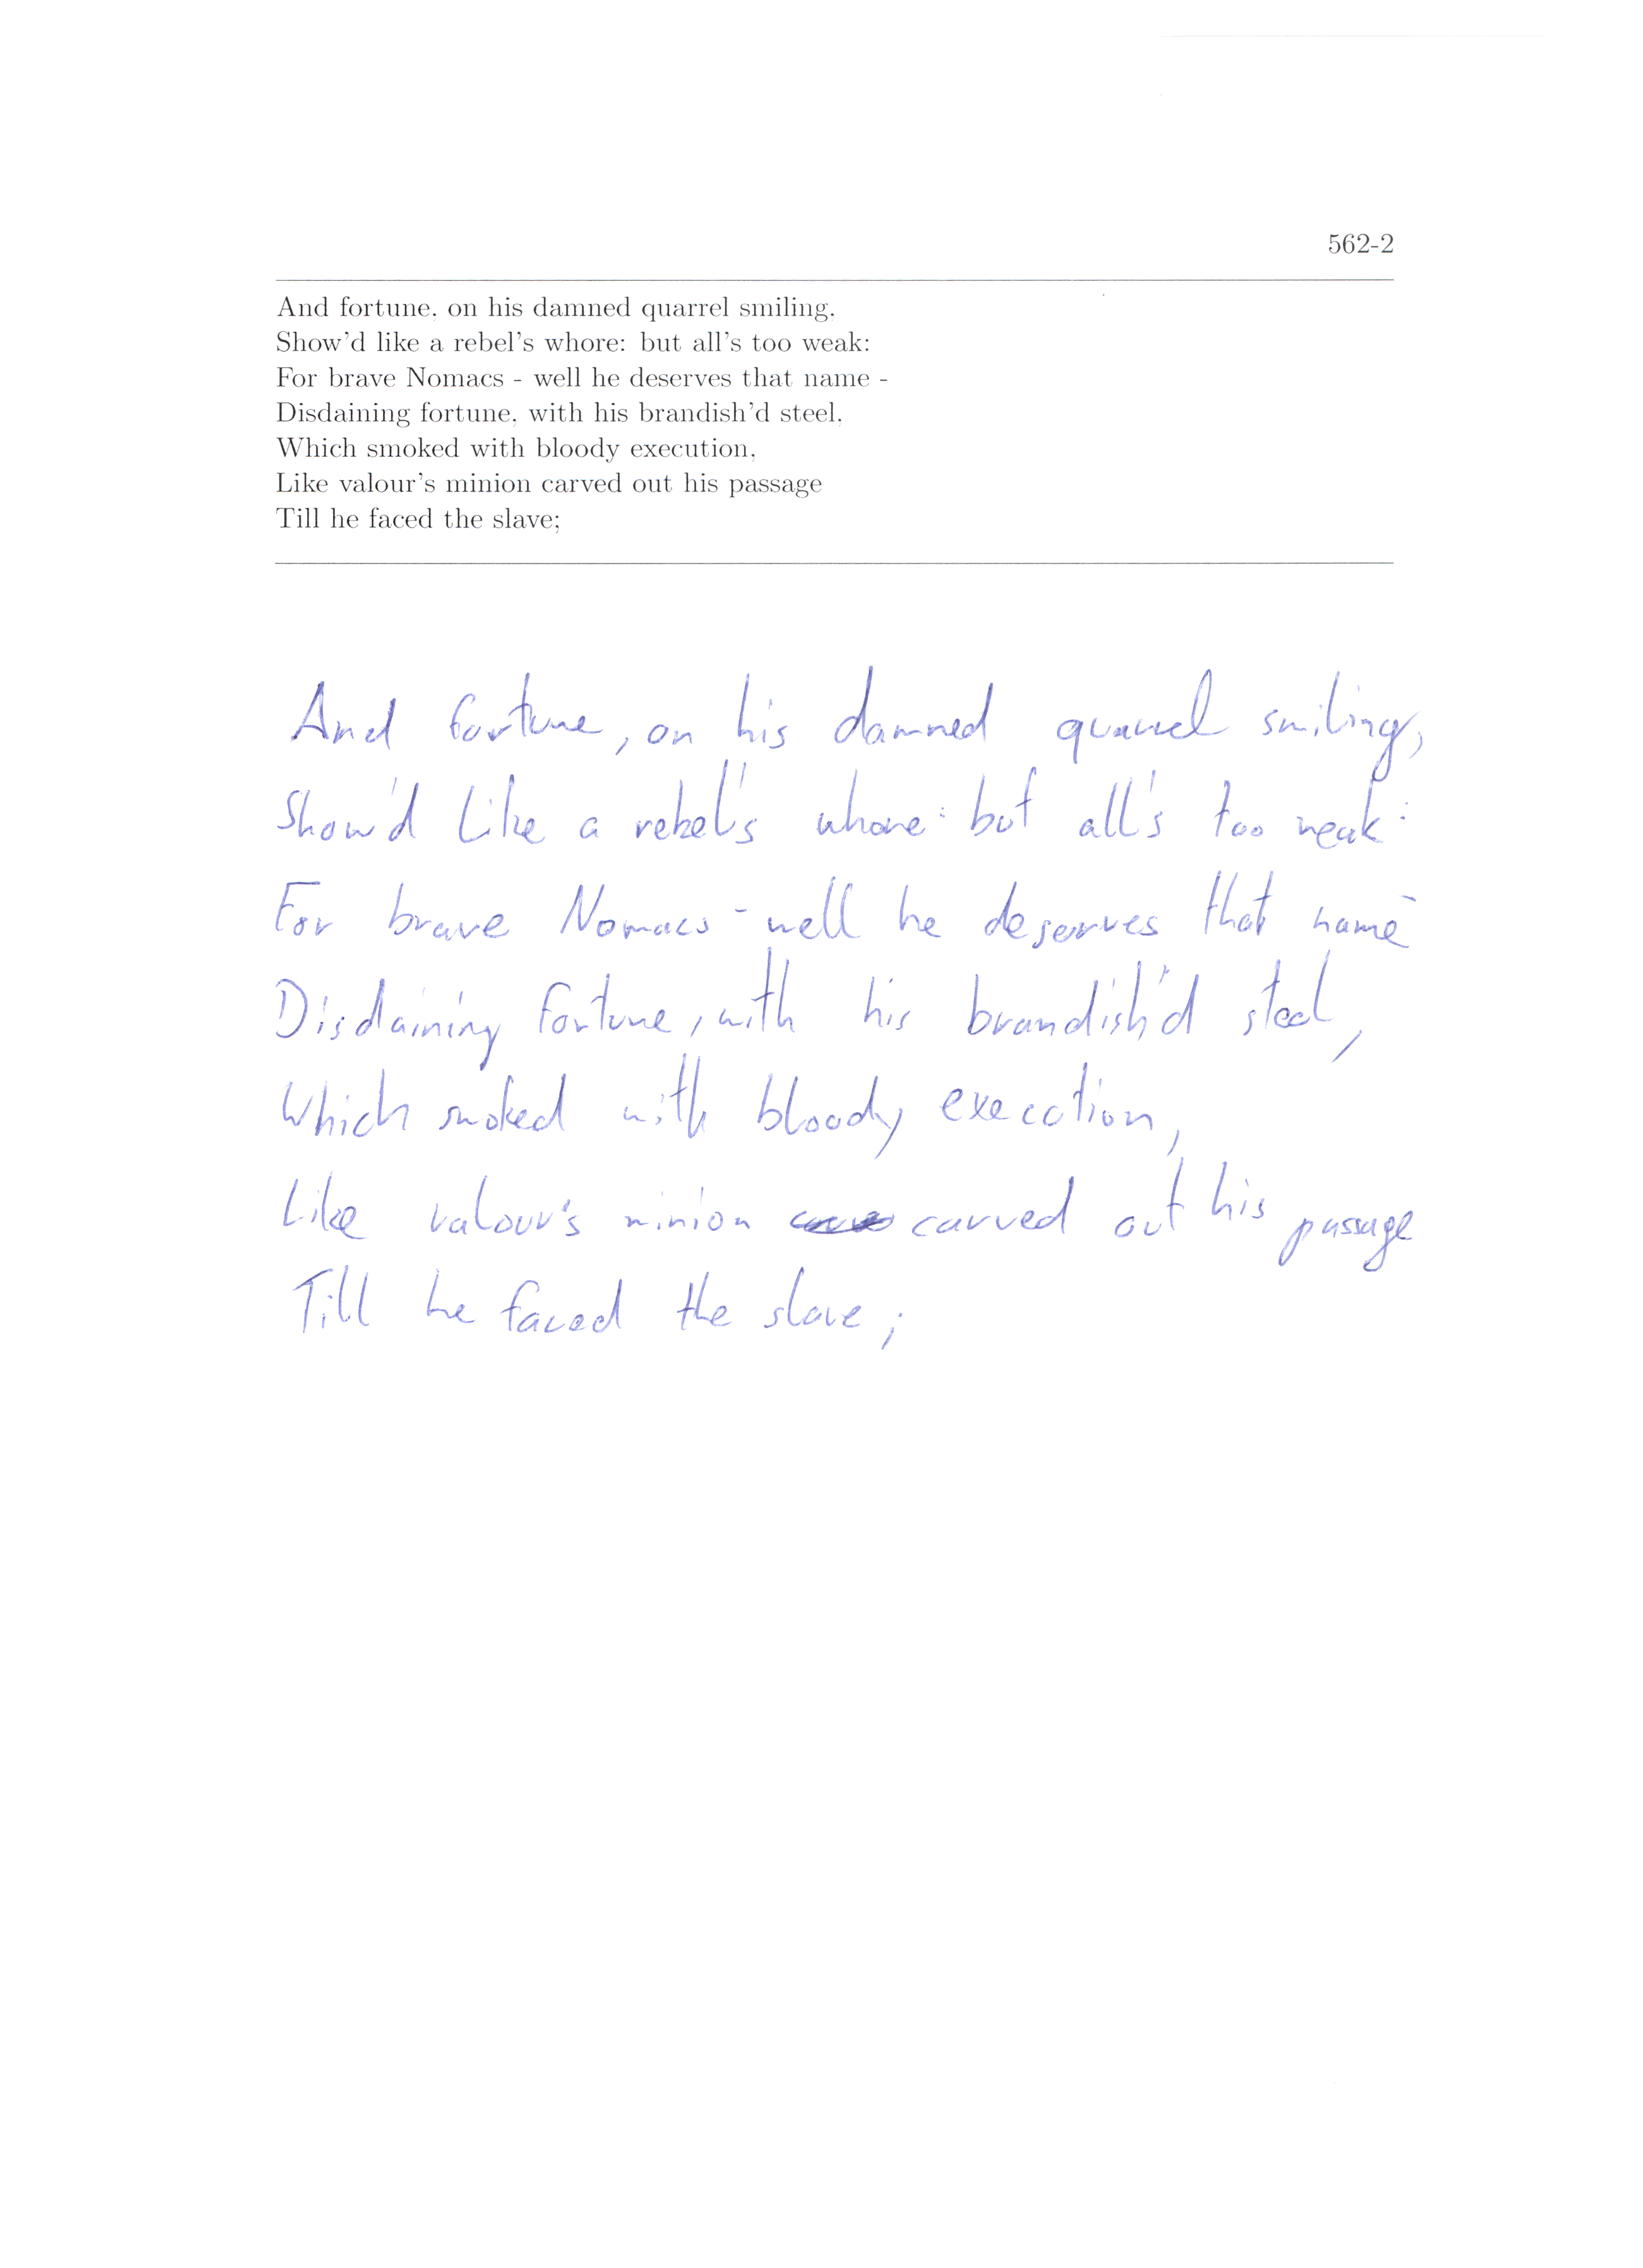 562-2
And fortune, on his damned quarrel smiling,
Show'd like a rebel's whore: but all's too weak:
For brave Nomacs - well he deserves that name -
Disdaining fortune, with his brandish'd steel,
Which smoked with bloody execution,
Like valour's minion carved out his passage
Till he faced the slave;
And fortune, on his damned quarrel smiling,
Show'd like a rebel's whore: but all's too weak:
For brave Nomacs - well he deserves that name -
Disdaining fortune, with his brandish'd steel,
Which smoked with bloody execution,
Like valour's minion carved out his passage
Till he faced the slave;